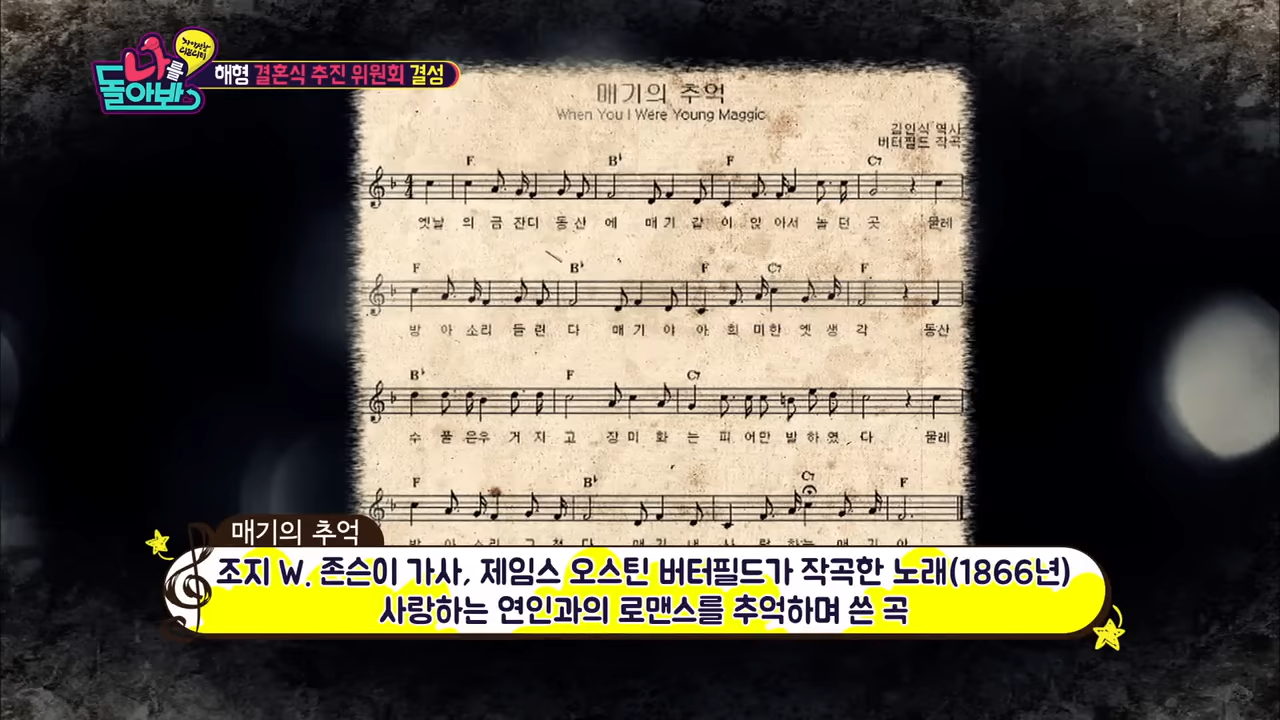 나를
돌아봐
해형 결혼식 추진 위원회 결성
매기의 추억
When You I Were Young Maggic
김인식 역사
버터필드 작곡
F B♭ F C7
옛날 의 금 잔디 동 산 에 매 기 같 이 앉 아서 놀 던 곳 물레
F B♭ F C7 F
방 아 소리 들 린 다 매 기 야 아 희 미한 옛 생 각 동산
B♭ F C7
수 풀 은우 거 지 고 장 미 화 는 피 어만 발 하 였 다 물레
F B♭ C7 F
매기의 추억
조지 W. 존슨이 가사, 제임스 오스틴 버터필드가 작곡한 노래(1866년)
사랑하는 연인과의 로맨스를 추억하며 쓴 곡